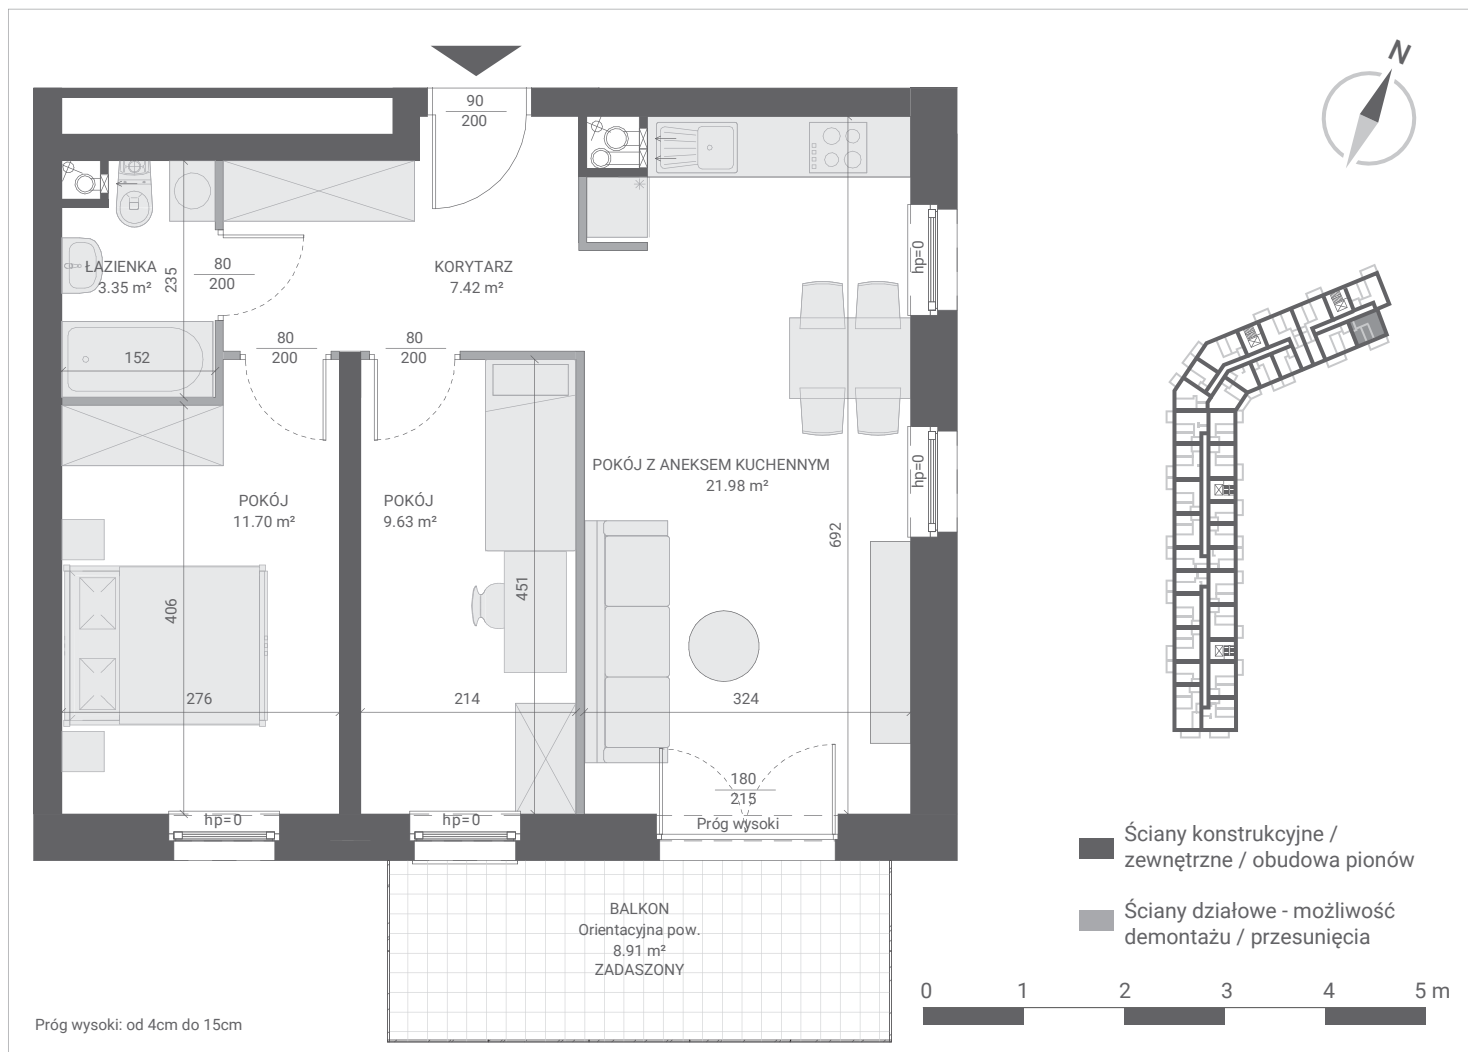 N
90
200
ŁAZIENKA
3.35 m²
235
80
200
KORYTARZ
7.42 m²
hp=0
152
80
200
80
200
POKÓJ
11.70 m²
POKÓJ
9.63 m²
POKÓJ Z ANEKSEM KUCHENNYM
21.98 m²
hp=0
692
406
451
276
214
324
180
215
Próg wysoki
hp=0
hp=0
BALKON
Orientacyjna pow.
8.91 m²
ZADASZONY
Próg wysoki: od 4cm do 15cm
Ściany konstrukcyjne /
zewnętrzne / obudowa pionów
Ściany działowe - możliwość
demontażu / przesunięcia
0 1 2 3 4 5 m